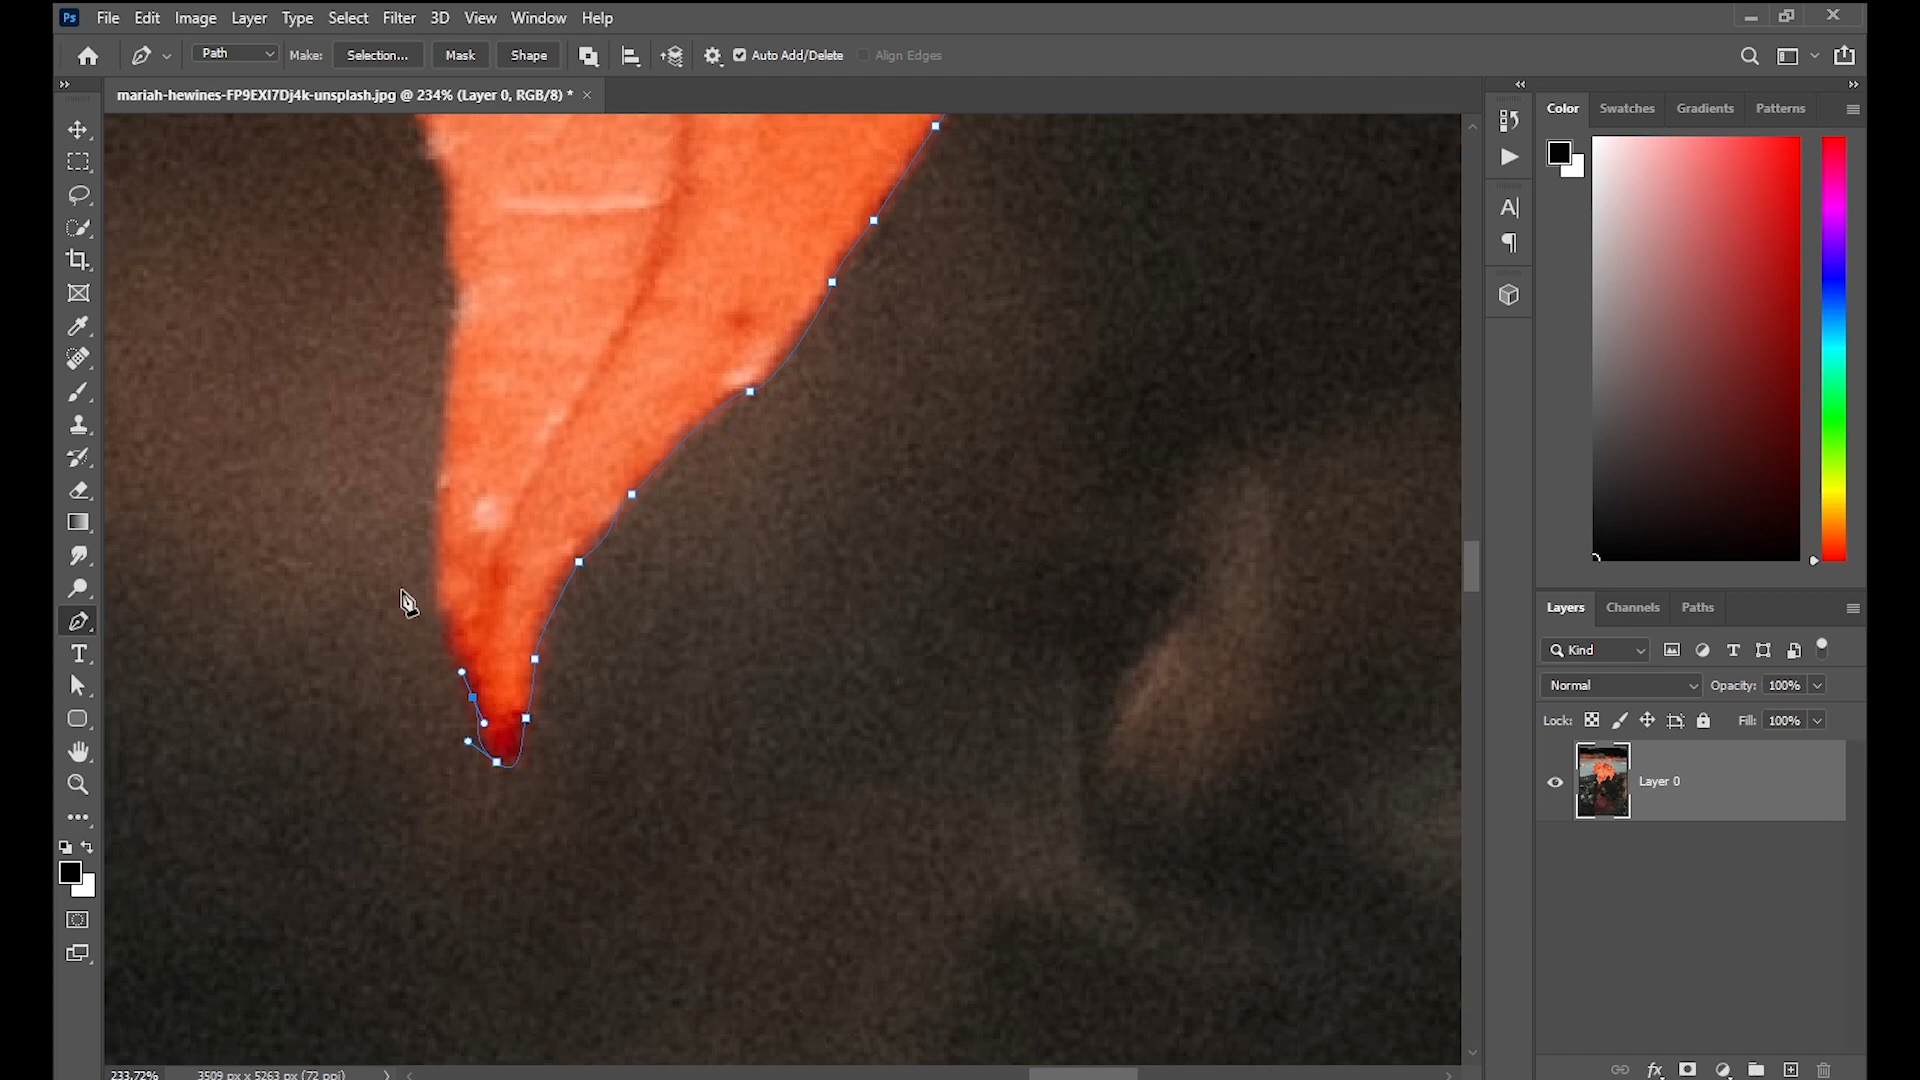 Ps File Edit Image Layer Type Select Filter 3D View Window Help
Path Make: Selection... Mask Shape Auto Add/Delete Align Edges
mariah-hewines-FP9EXI7Dj4k-unsplash.jpg @ 234% (Layer 0, RGB/8) * ×
Color Swatches Gradients Patterns
Layers Channels Paths
Kind
Normal Opacity: 100%
Lock: Fill: 100%
Layer 0
fx
233.72% 3509 px x 5263 px (72 ppi)